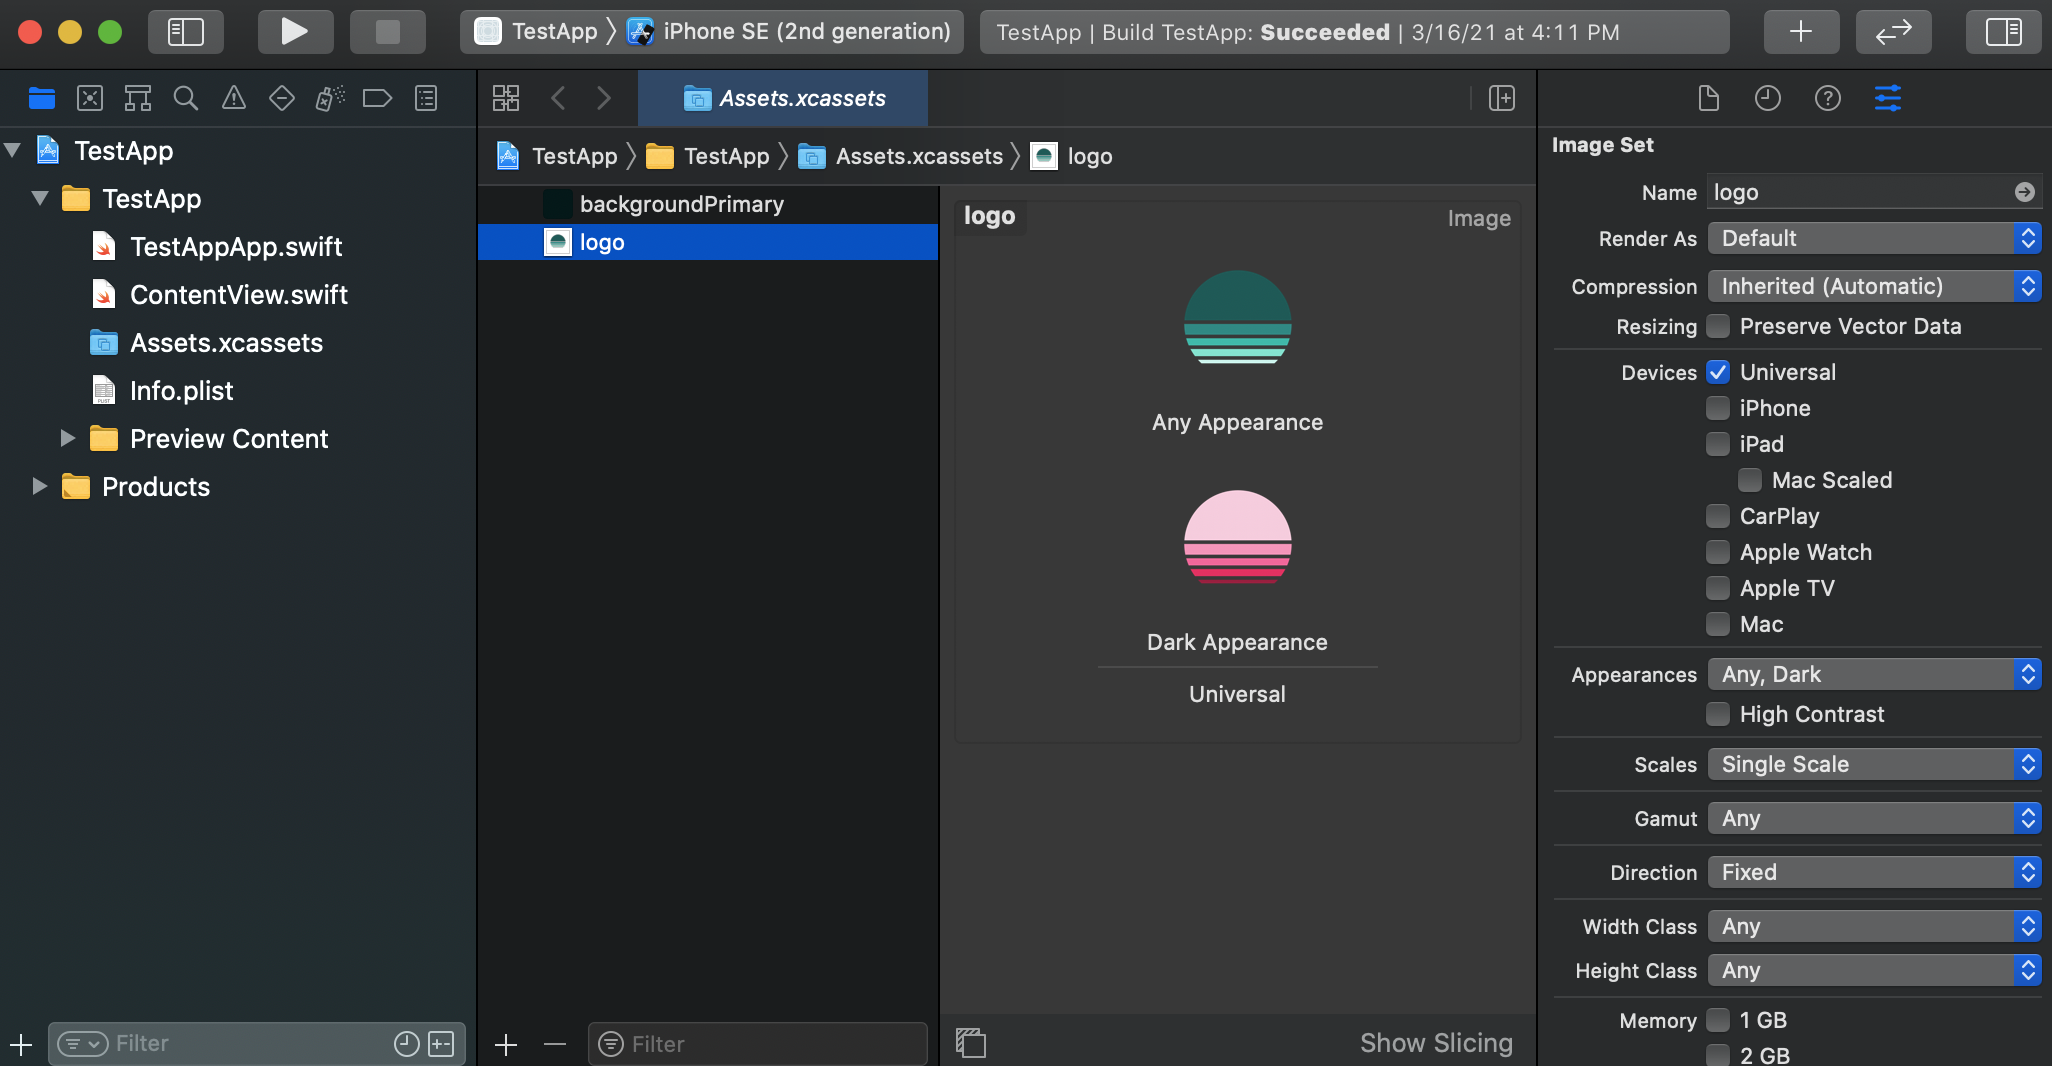 TestApp iPhone SE (2nd generation)
TestApp | Build TestApp: Succeeded | 3/16/21 at 4:11 PM
TestApp
TestApp
TestAppApp.swift
ContentView.swift
Assets.xcassets
Info.plist
Preview Content
Products
Filter
Assets.xcassets
TestApp TestApp Assets.xcassets logo
backgroundPrimary
logo
Filter
logo Image
Any Appearance
Dark Appearance
Universal
Show Slicing
Image Set
Name logo
Render As Default
Compression Inherited (Automatic)
Resizing Preserve Vector Data
Devices Universal
iPhone
iPad
Mac Scaled
CarPlay
Apple Watch
Apple TV
Mac
Appearances Any, Dark
High Contrast
Scales Single Scale
Gamut Any
Direction Fixed
Width Class Any
Height Class Any
Memory 1 GB
2 GB